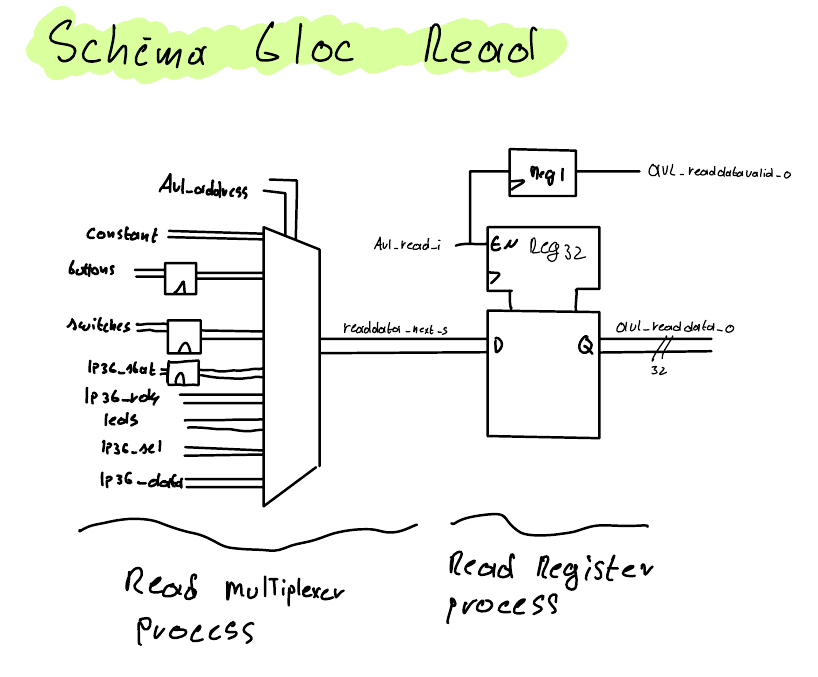 Schéma bloc Read
Avl_address
constant
buttons
switches
lp36_stat
lp36_rdy
leds
lp36_sel
lp36_data
readdata_next_s
Reg1
avl_readdatavalid_o
Avl_read_i
EN Reg32
D
Q
avl_readdata_o
32
Read Multiplexer
process
Read Register
process